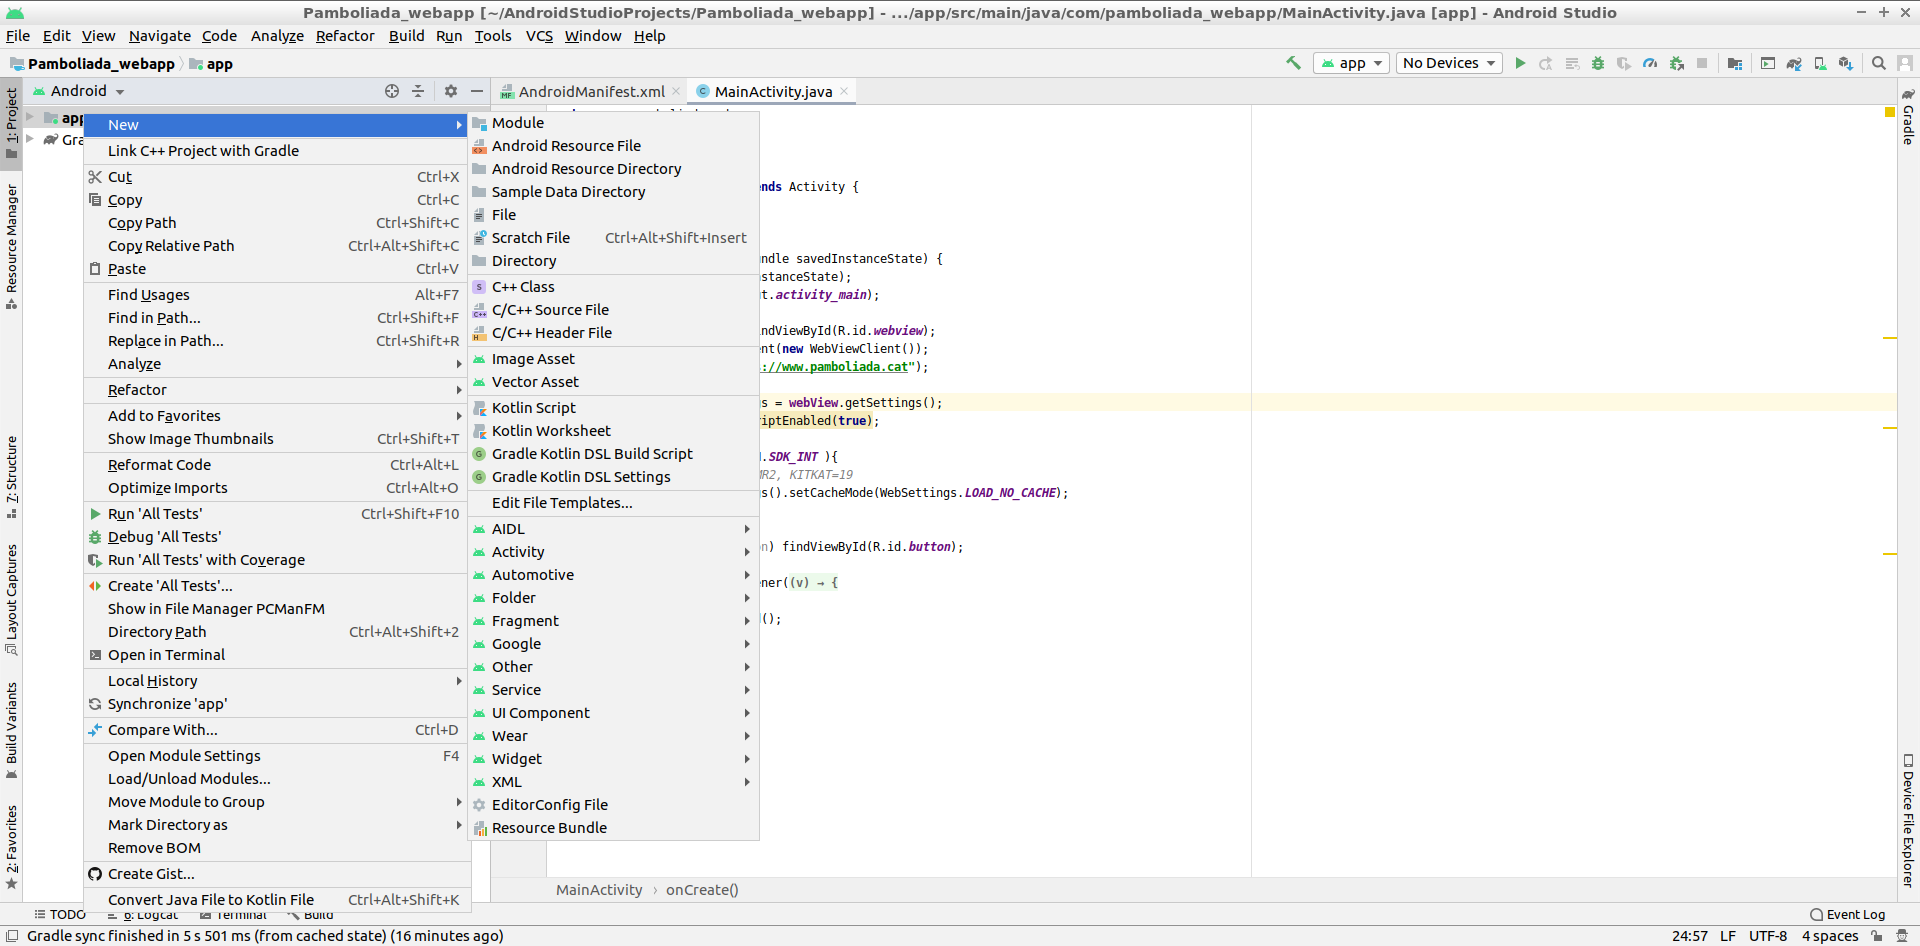 Pamboliada_webapp [~/AndroidStudioProjects/Pamboliada_webapp] - .../app/src/main/java/com/pamboliada_webapp/MainActivity.java [app] - Android Studio
File Edit View Navigate Code Analyze Refactor Build Run Tools VCS Window Help
Pamboliada_webapp app
app No Devices
Android
AndroidManifest.xml MainActivity.java
1: Project
Resource Manager
7: Structure
Layout Captures
Build Variants
2: Favorites
app
Gra
New
Link C++ Project with Gradle
Cut Ctrl+X
Copy Ctrl+C
Copy Path Ctrl+Shift+C
Copy Relative Path Ctrl+Alt+Shift+C
Paste Ctrl+V
Find Usages Alt+F7
Find in Path... Ctrl+Shift+F
Replace in Path... Ctrl+Shift+R
Analyze
Refactor
Add to Favorites
Show Image Thumbnails Ctrl+Shift+T
Reformat Code Ctrl+Alt+L
Optimize Imports Ctrl+Alt+O
Run 'All Tests' Ctrl+Shift+F10
Debug 'All Tests'
Run 'All Tests' with Coverage
Create 'All Tests'...
Show in File Manager PCManFM
Directory Path Ctrl+Alt+Shift+2
Open in Terminal
Local History
Synchronize 'app'
Compare With... Ctrl+D
Open Module Settings F4
Load/Unload Modules...
Move Module to Group
Mark Directory as
Remove BOM
Create Gist...
Convert Java File to Kotlin File Ctrl+Alt+Shift+K
Module
Android Resource File
Android Resource Directory
Sample Data Directory
File
Scratch File Ctrl+Alt+Shift+Insert
Directory
C++ Class
C/C++ Source File
C/C++ Header File
Image Asset
Vector Asset
Kotlin Script
Kotlin Worksheet
Gradle Kotlin DSL Build Script
Gradle Kotlin DSL Settings
Edit File Templates...
AIDL
Activity
Automotive
Folder
Fragment
Google
Other
Service
UI Component
Wear
Widget
XML
EditorConfig File
Resource Bundle
nds Activity {
ndle savedInstanceState) {
nstanceState);
t.activity_main);
ndViewById(R.id.webview);
ent(new WebViewClient());
://www.pamboliada.cat");
s = webView.getSettings();
iptEnabled(true);
.SDK_INT ){
MR2, KITKAT=19
s().setCacheMode(WebSettings.LOAD_NO_CACHE);
on) findViewById(R.id.button);
ner((v) → {
();
Gradle
Device File Explorer
MainActivity › onCreate()
TODO 6: Logcat Terminal Build
Event Log
Gradle sync finished in 5 s 501 ms (from cached state) (16 minutes ago)
24:57 LF UTF-8 4 spaces